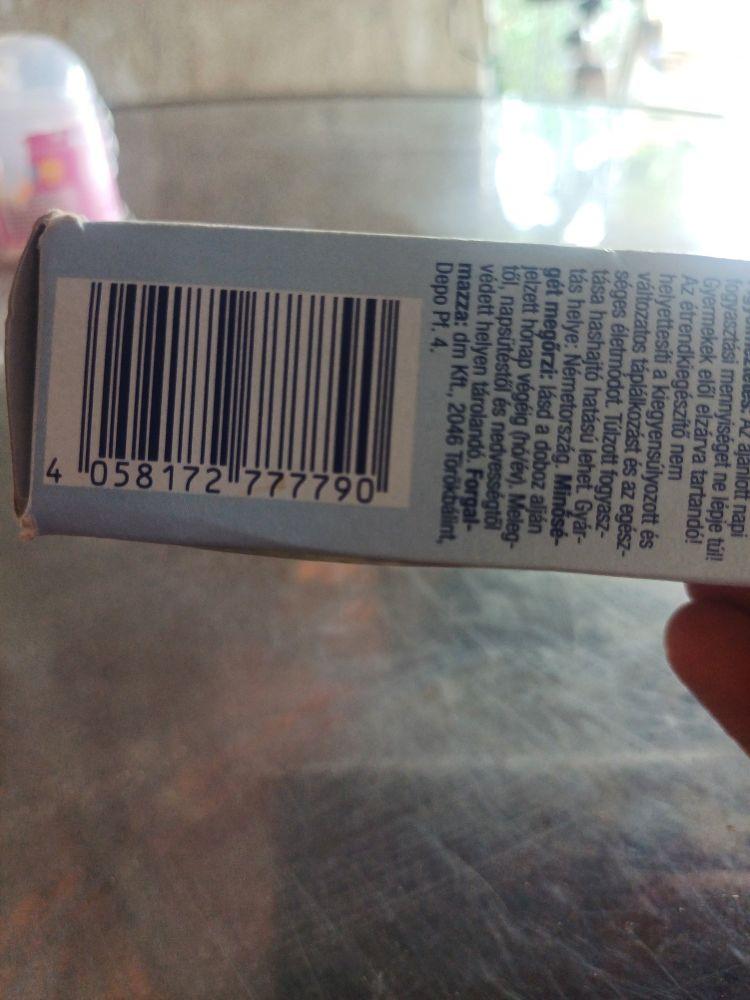 fogyasztási mennyiséget ne lépje túl!
Gyermekek elől elzárva tartandó!
Az étrendkiegészítő nem
helyettesíti a kiegyensúlyozott és
változatos táplálkozást és az egész-
séges életmódot. Túlzott fogyasz-
tása hashajtó hatású lehet. Gyár-
tás helye: Németország. Minősé-
gét megőrzi: lásd a doboz alján
jelzett hónap végéig (hó/év). Meleg-
től, napsütéstől és nedvességtől
védett helyen tárolandó. Forgal-
mazza: dm Kft., 2046 Törökbálint,
Depo Pf. 4.
4 058172 777790